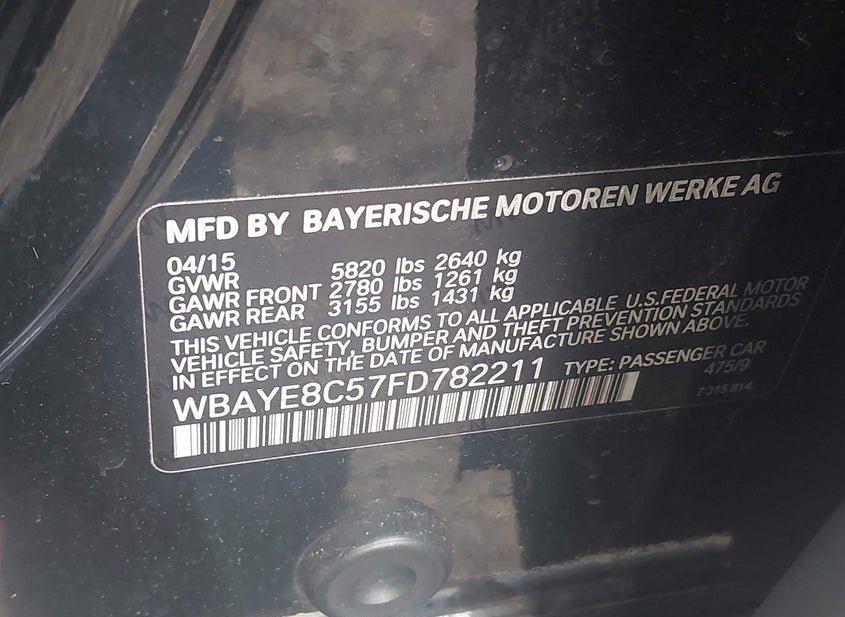 MFD BY BAYERISCHE MOTOREN WERKE AG
04/15
GVWR 5820 lbs 2640 kg
GAWR FRONT 2780 lbs 1261 kg
GAWR REAR 3155 lbs 1431 kg
THIS VEHICLE CONFORMS TO ALL APPLICABLE U.S.FEDERAL MOTOR
VEHICLE SAFETY, BUMPER AND THEFT PREVENTION STANDARDS
IN EFFECT ON THE DATE OF MANUFACTURE SHOWN ABOVE.
WBAYE8C57FD782211 TYPE: PASSENGER CAR
475/9
7 315 814